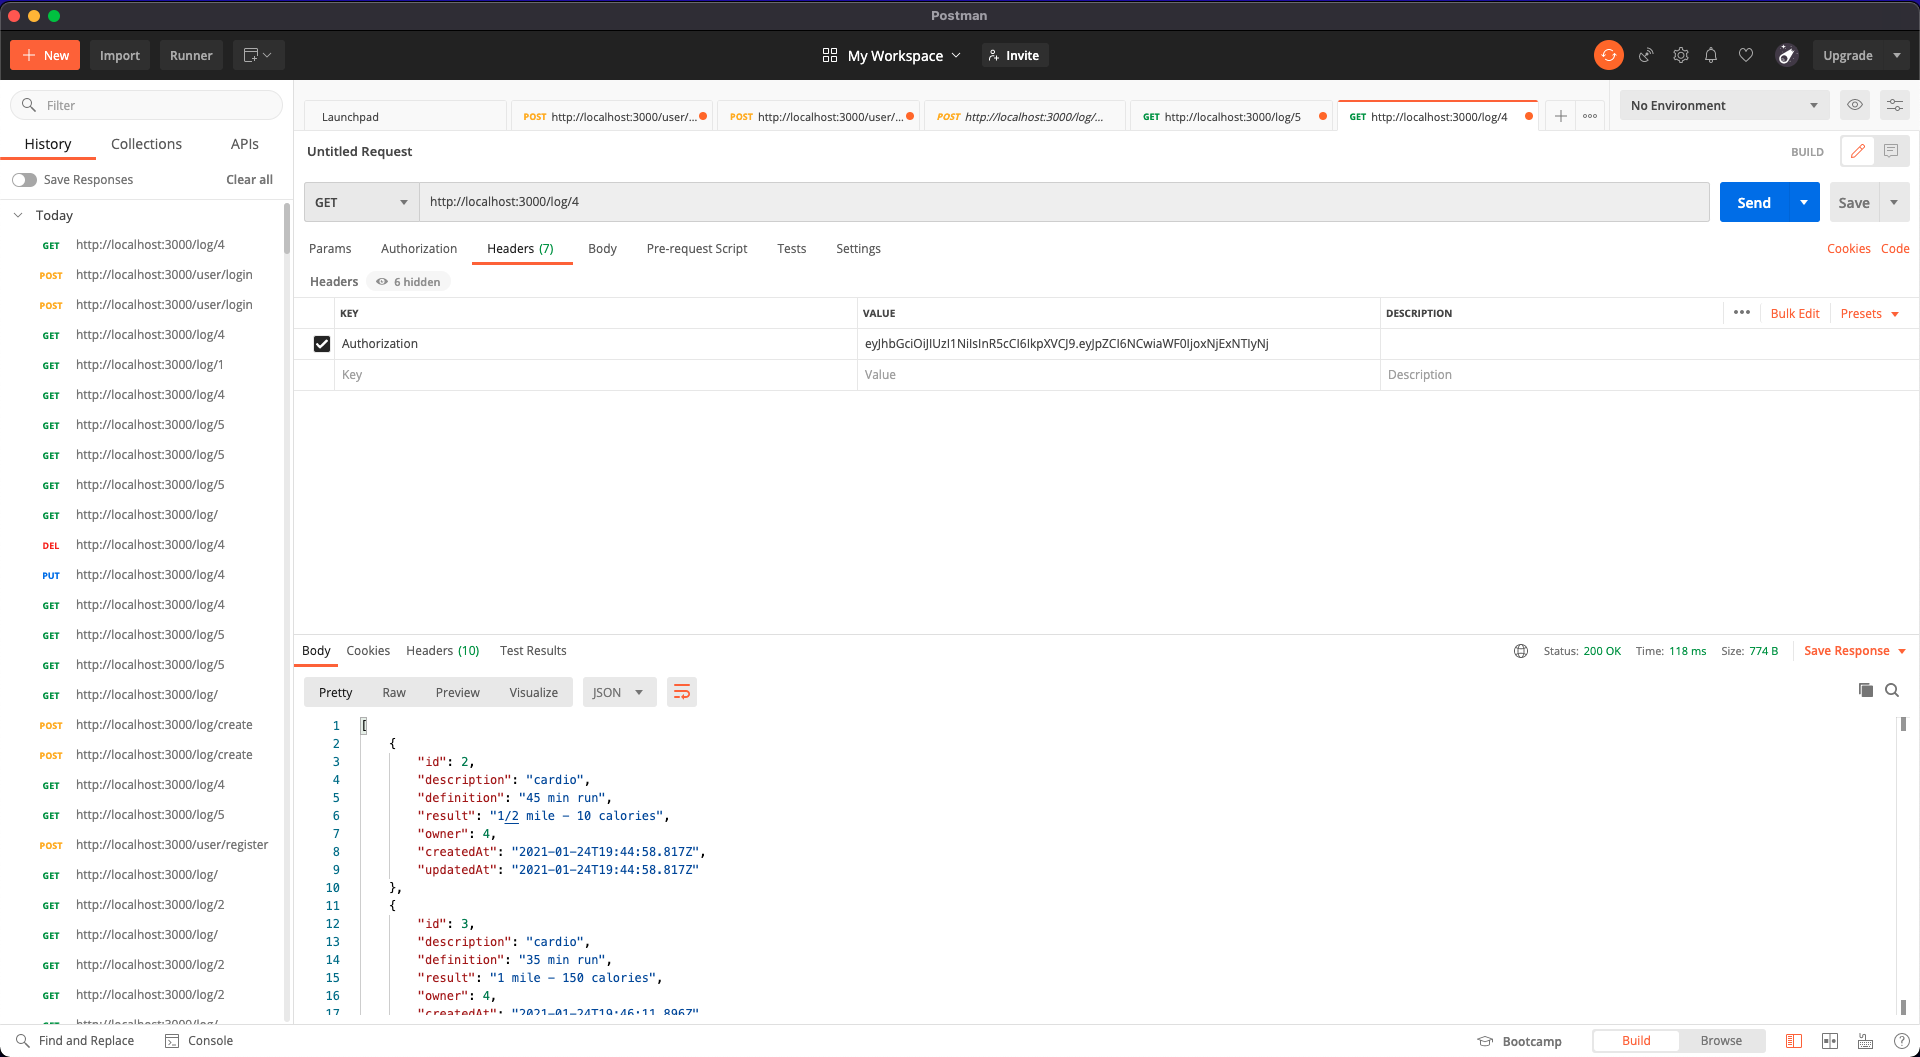 Postman
New
Import
Runner
My Workspace
Invite
Upgrade
Filter
History
Collections
APIs
Save Responses
Clear all
Today
GET http://localhost:3000/log/4
POST http://localhost:3000/user/login
POST http://localhost:3000/user/login
GET http://localhost:3000/log/4
GET http://localhost:3000/log/1
GET http://localhost:3000/log/4
GET http://localhost:3000/log/5
GET http://localhost:3000/log/5
GET http://localhost:3000/log/5
GET http://localhost:3000/log/
DEL http://localhost:3000/log/4
PUT http://localhost:3000/log/4
GET http://localhost:3000/log/4
GET http://localhost:3000/log/5
GET http://localhost:3000/log/5
GET http://localhost:3000/log/
POST http://localhost:3000/log/create
POST http://localhost:3000/log/create
GET http://localhost:3000/log/4
GET http://localhost:3000/log/5
POST http://localhost:3000/user/register
GET http://localhost:3000/log/
GET http://localhost:3000/log/2
GET http://localhost:3000/log/
GET http://localhost:3000/log/2
GET http://localhost:3000/log/2
Launchpad
POST http://localhost:3000/user/...
POST http://localhost:3000/user/...
POST http://localhost:3000/log/...
GET http://localhost:3000/log/5
GET http://localhost:3000/log/4
No Environment
Untitled Request
BUILD
GET
http://localhost:3000/log/4
Send
Save
Params
Authorization
Headers (7)
Body
Pre-request Script
Tests
Settings
Cookies
Code
Headers
6 hidden
KEY
VALUE
DESCRIPTION
Bulk Edit
Presets
Authorization
Key
Value
Description
Body
Cookies
Headers (10)
Test Results
Status: 200 OK
Time: 118 ms
Size: 774 B
Save Response
Pretty
Raw
Preview
Visualize
JSON
1 [
2 {
3 "id": 2,
4 "description": "cardio",
5 "definition": "45 min run",
6 "result": "1/2 mile - 10 calories",
7 "owner": 4,
8 "createdAt": "2021-01-24T19:44:58.817Z",
9 "updatedAt": "2021-01-24T19:44:58.817Z"
10 },
11 {
12 "id": 3,
13 "description": "cardio",
14 "definition": "35 min run",
15 "result": "1 mile - 150 calories",
16 "owner": 4,
17 "createdAt": "2021-01-24T19:46:11.896Z"
Find and Replace
Console
Bootcamp
Build
Browse